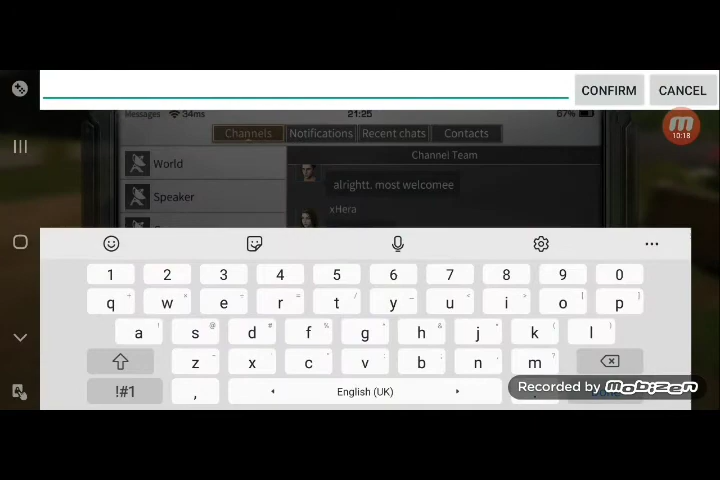 CONFIRM CANCEL
Messages 34ms 21:25 67%
Channels Notifications Recent chats Contacts
10:18
World
Channel Team
alrightt. most welcomee
Speaker
xHera
1 2 3 4 5 6 7 8 9 0
q w e r t y u i o p
a s d f g h j k l
z x c v b n m
!#1 , English (UK) .
Recorded by Mobizen